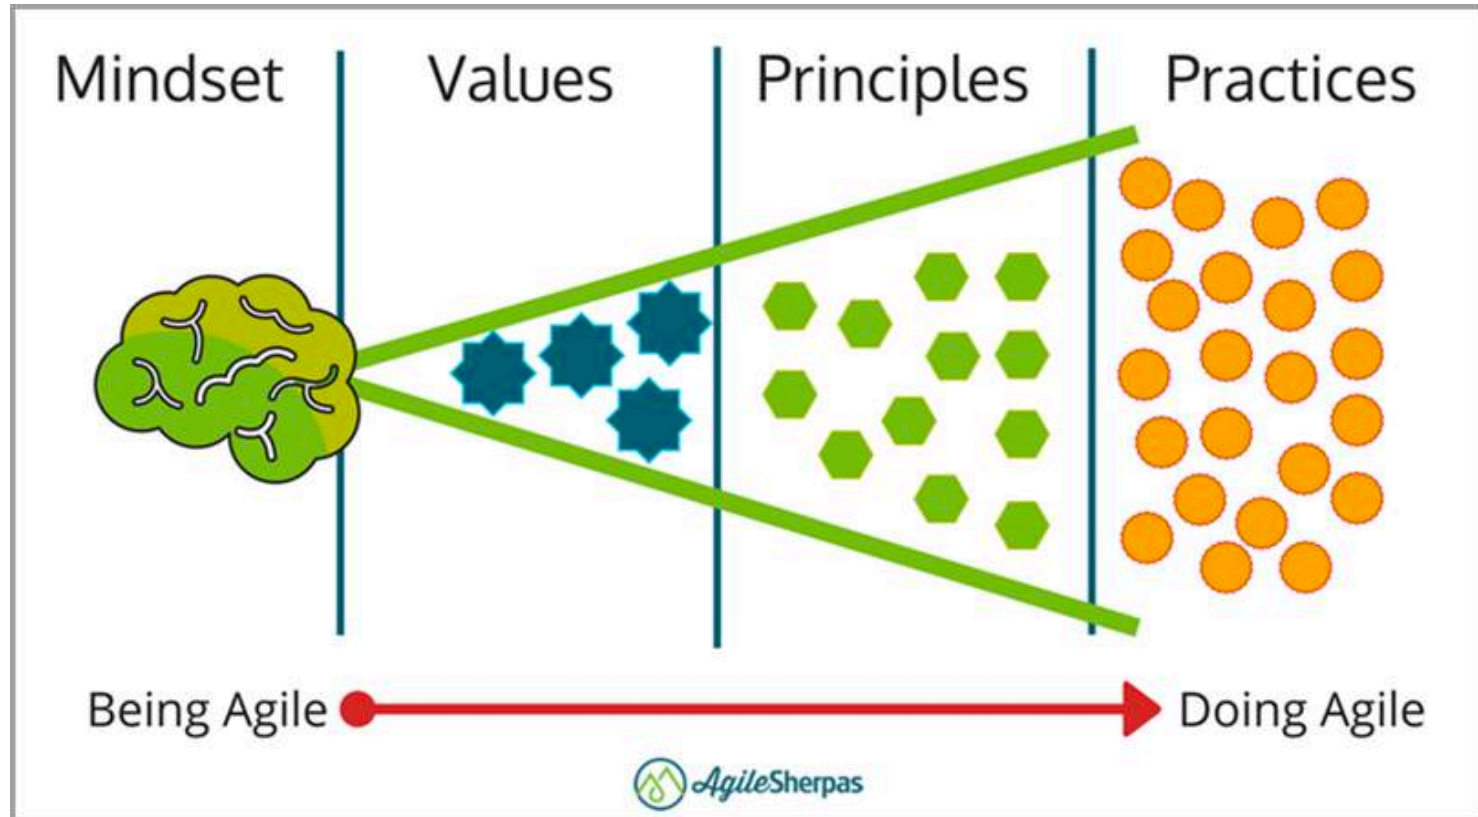 Mindset
Values
Principles
Practices
Being Agile
Doing Agile
AgileSherpas